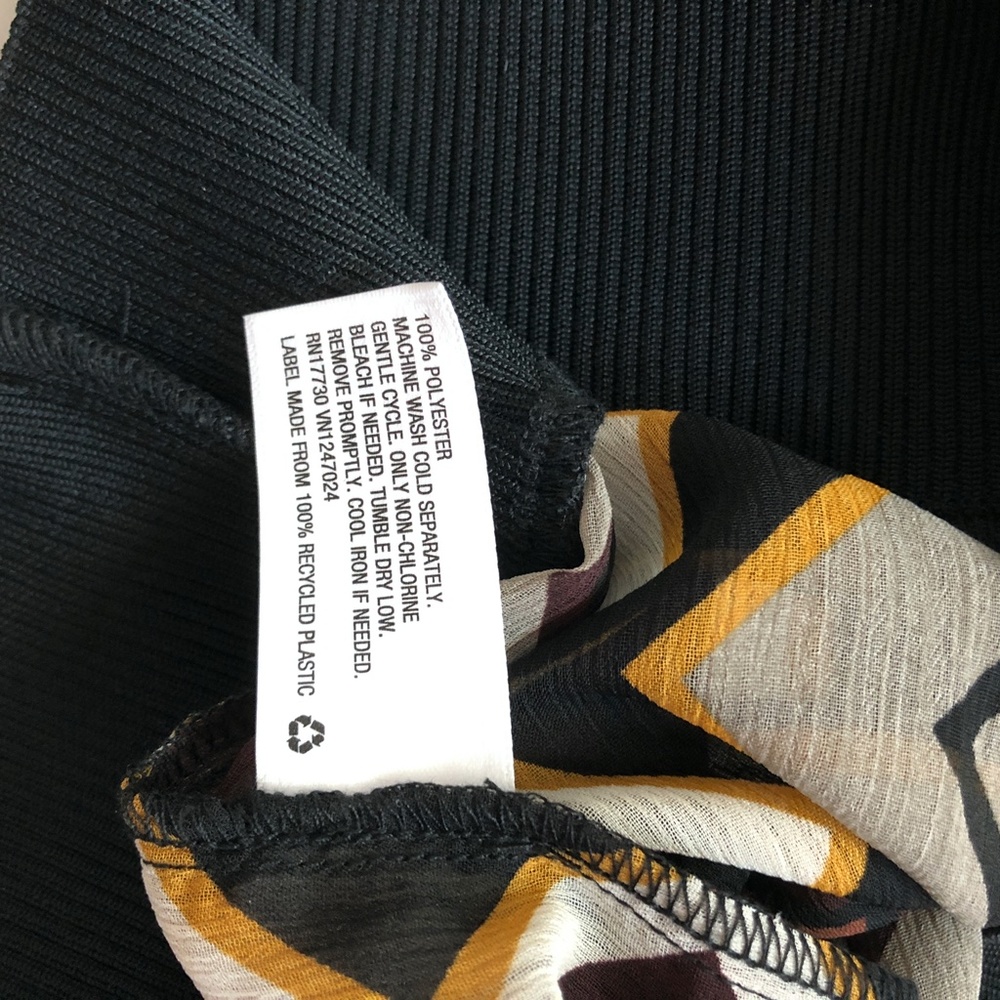 100% POLYESTER
MACHINE WASH COLD SEPARATELY.
GENTLE CYCLE. ONLY NON-CHLORINE
BLEACH IF NEEDED. TUMBLE DRY LOW.
REMOVE PROMPTLY. COOL IRON IF NEEDED.
RN17730 VN1247024
LABEL MADE FROM 100% RECYCLED PLASTIC